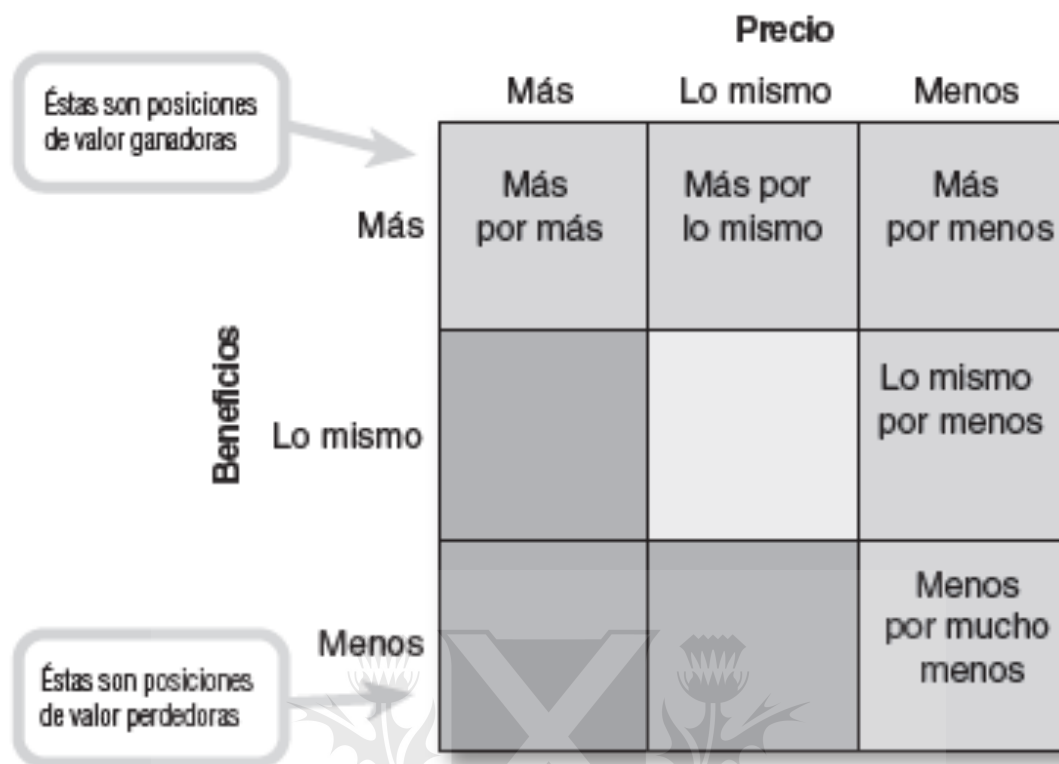 Precio
Éstas son posiciones
de valor ganadoras
Más Lo mismo Menos
Más
Más
por más
Más por
lo mismo
Más
por menos
Beneficios
Lo mismo
Lo mismo
por menos
Menos
Menos
por mucho
menos
Éstas son posiciones
de valor perdedoras